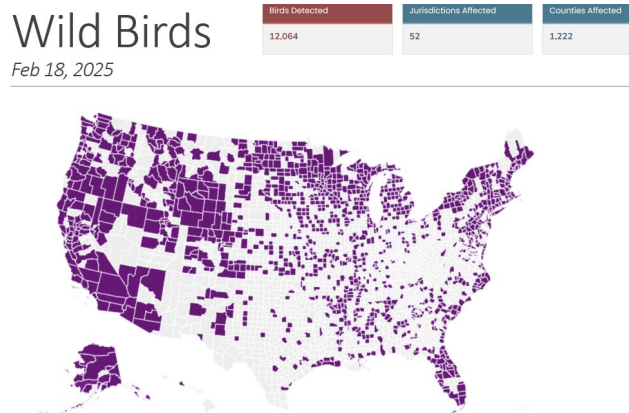 Wild Birds
Feb 18, 2025
Birds Detected
12,064
Jurisdictions Affected
52
Counties Affected
1,222